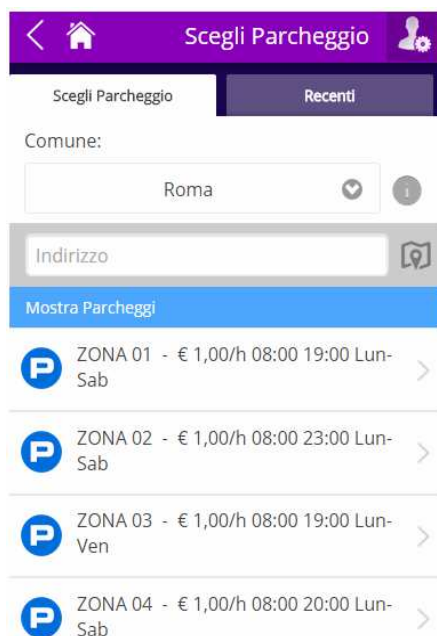 Scegli Parcheggio
Scegli Parcheggio
Recenti
Comune:
Roma
i
Indirizzo
Mostra Parcheggi
P
ZONA 01 - € 1,00/h 08:00 19:00 Lun-
Sab
P
ZONA 02 - € 1,00/h 08:00 23:00 Lun-
Sab
P
ZONA 03 - € 1,00/h 08:00 19:00 Lun-
Ven
P
ZONA 04 - € 1,00/h 08:00 20:00 Lun-
Sab